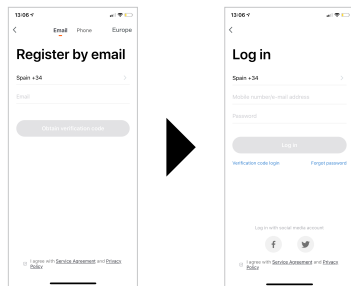 13:06
Email Phone Europe
Register by email
Spain +34
Email
Obtain verification code
I agree with Service Agreement and Privacy
Policy
13:06
Log in
Spain +34
Mobile number/e-mail address
Password
Log in
Verification code login Forget password
Log in with social media account
I agree with Service Agreement and Privacy
Policy